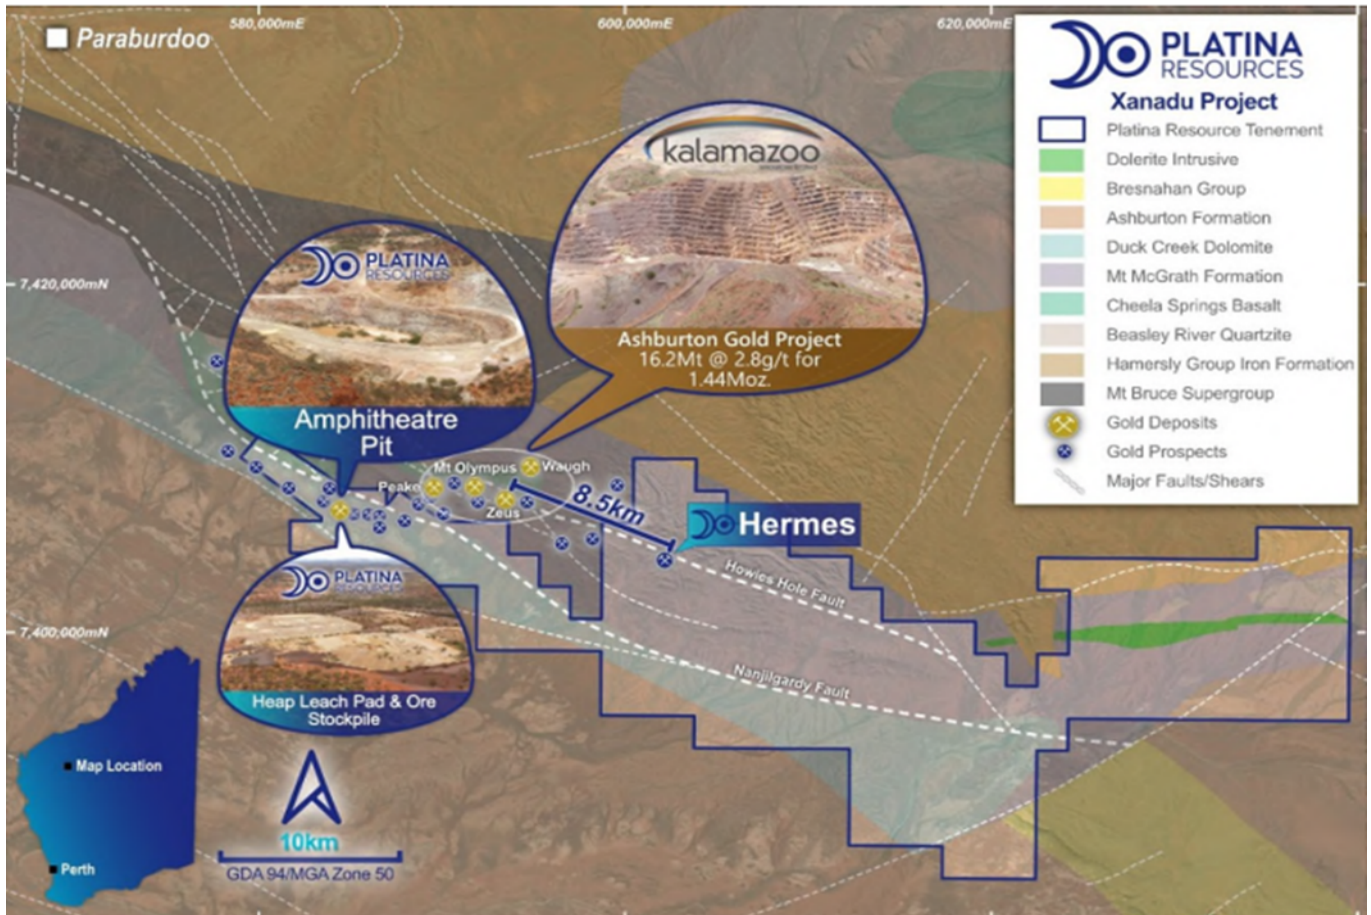 580,000mE
600,000mE
620,000mE
Paraburdoo
PLATINA
RESOURCES
Xanadu Project
Platina Resource Tenement
Dolerite Intrusive
Bresnahan Group
Ashburton Formation
Duck Creek Dolomite
Mt McGrath Formation
Cheela Springs Basalt
Beasley River Quartzite
Hamersly Group Iron Formation
Mt Bruce Supergroup
Gold Deposits
Gold Prospects
Major Faults/Shears
kalamazoo
Ashburton Gold Project
16.2Mt @ 2.8g/t for
1.44Moz.
7,420,000mN
PLATINA
RESOURCES
Amphitheatre
Pit
Mt Olympus
Waugh
Peake
Zeus
8.5km
Hermes
Howies Hole Fault
Nanjilgardy Fault
7,400,000mN
PLATINA
RESOURCES
Heap Leach Pad & Ore
Stockpile
Map Location
Perth
10km
GDA 94/MGA Zone 50